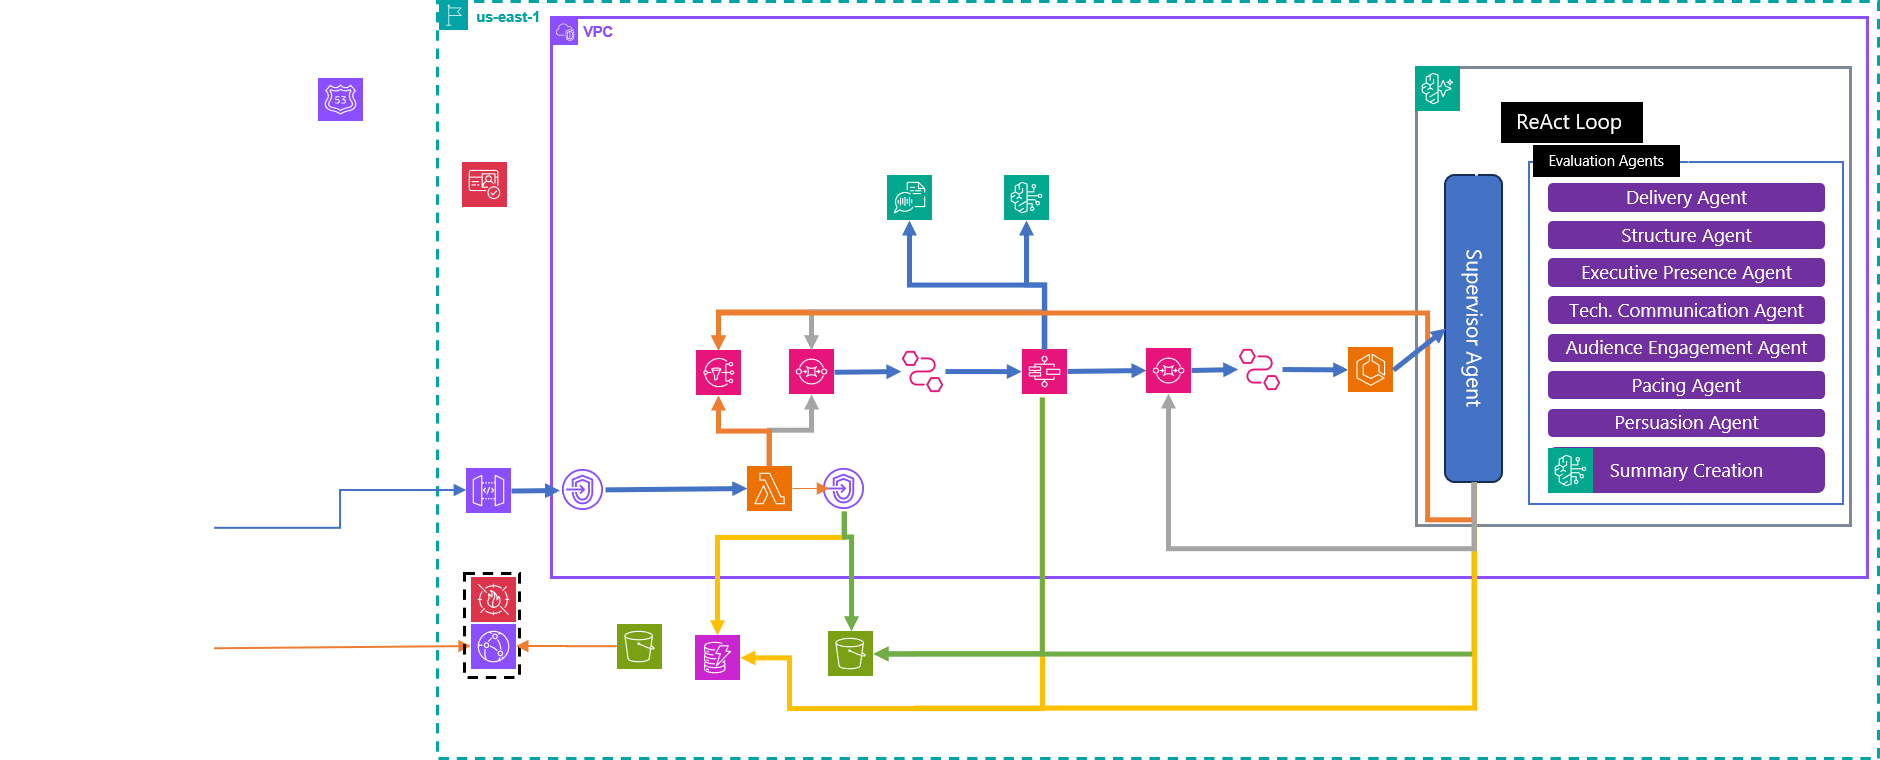 us-east-1
VPC
53
ReAct Loop
Evaluation Agents
Supervisor Agent
Delivery Agent
Structure Agent
Executive Presence Agent
Tech. Communication Agent
Audience Engagement Agent
Pacing Agent
Persuasion Agent
Summary Creation